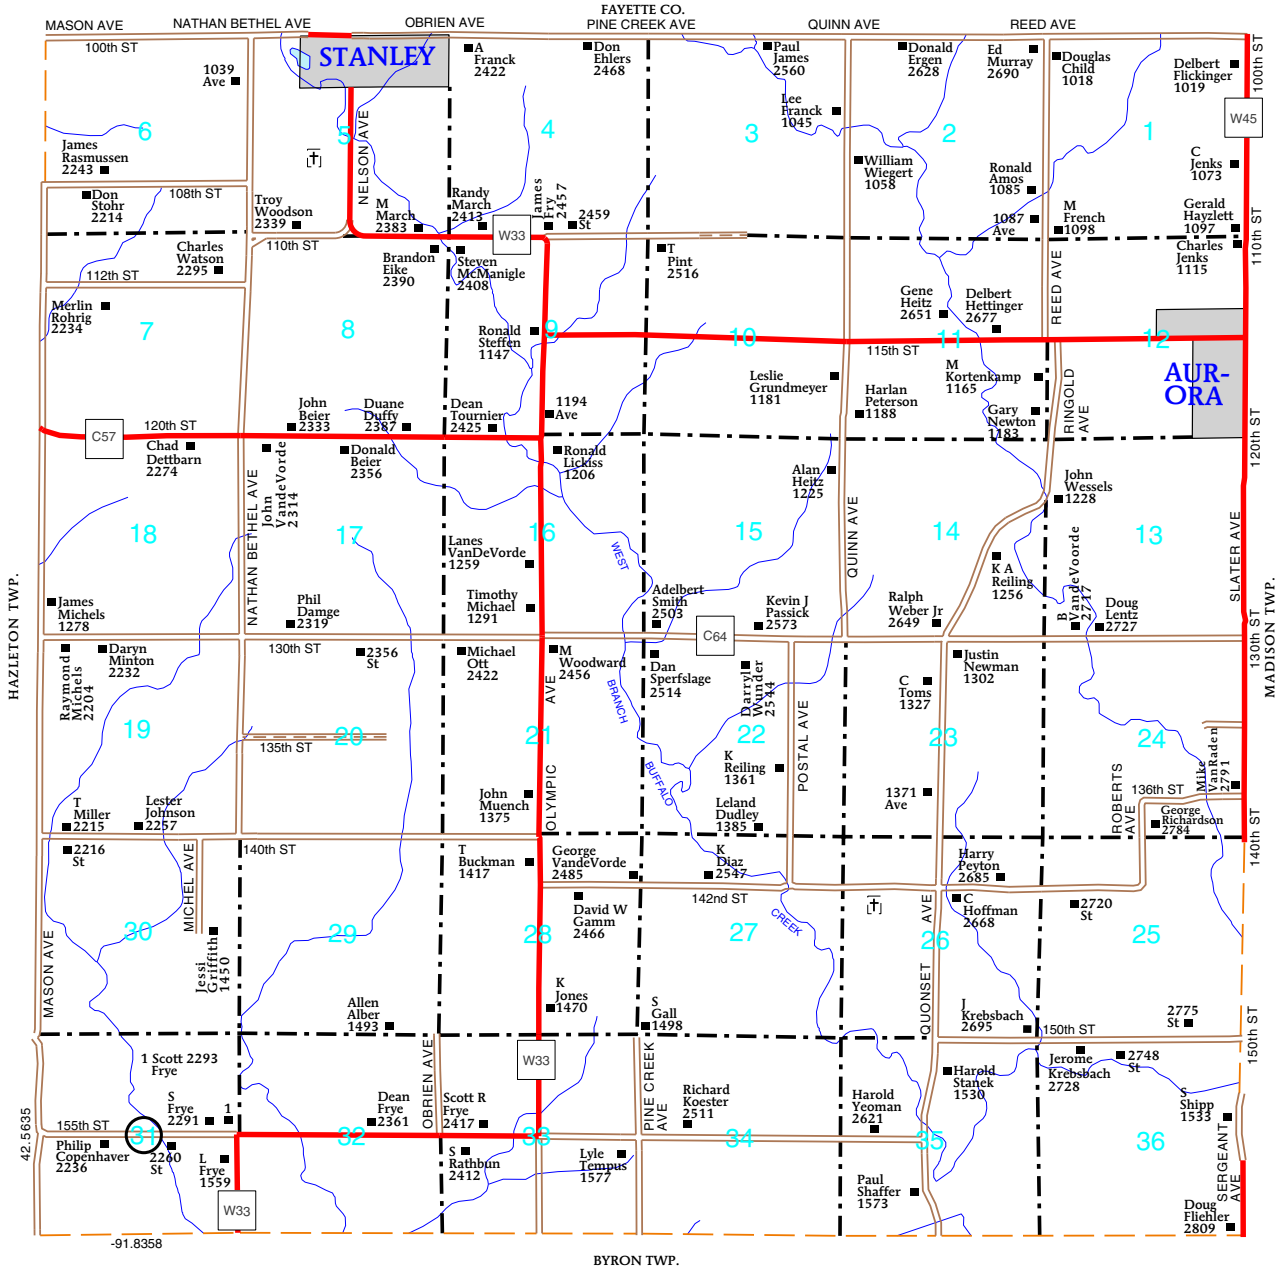 FAYETTE CO.
MASON AVE
NATHAN BETHEL AVE
OBRIEN AVE
PINE CREEK AVE
QUINN AVE
REED AVE
100th ST
STANLEY
1039
Ave
A
Franck
2422
Don
Ehlers
2468
Paul
James
2560
Donald
Ergen
2628
Ed
Murray
2690
Douglas
Child
1018
Delbert
Flickinger
1019
100th ST
W45
Lee
Franck
1045
6
5
4
3
2
1
James
Rasmussen
2243
NELSON AVE
William
Wiegert
1058
Ronald
Amos
1085
C
Jenks
1073
108th ST
Don
Stohr
2214
Troy
Woodson
2339
M
March
2383
Randy
March
2413
James
Fry
2457
2459
St
W33
1087
Ave
M
French
1098
Gerald
Hayzlett
1097
110th ST
110th ST
Charles
Watson
2295
Brandon
Eike
2390
Steven
McManigle
2408
T
Pint
2516
REED AVE
Charles
Jenks
1115
112th ST
Merlin
Rohrig
2234
Gene
Heitz
2651
Delbert
Hettinger
2677
7
8
9
10
11
12
Ronald
Steffen
1147
115th ST
AUR-
ORA
Leslie
Grundmeyer
1181
Harlan
Peterson
1188
M
Kortenkamp
1165
Gary
Newton
1183
RINGOLD
AVE
John
Beier
2333
Duane
Duffy
2387
Dean
Tournier
2425
1194
Ave
C57
120th ST
120th ST
Chad
Dettbarn
2274
John
VandeVorde
2314
Donald
Beier
2356
Ronald
Lickiss
1206
Alan
Heitz
1225
John
Wessels
1228
NATHAN BETHEL AVE
QUINN AVE
SLATER AVE
18
17
16
15
14
13
Lanes
VanDeVorde
1259
WEST
K A
Reiling
1256
B
VandeVoorde
2717
HAZLETON TWP.
MADISON TWP.
James
Michels
1278
Phil
Damge
2319
Timothy
Michael
1291
Adelbert
Smith
2503
Kevin J
Passick
2573
Ralph
Weber Jr
2649
Doug
Lentz
2727
C64
130th ST
130th ST
Raymond
Michels
2204
Daryn
Minton
2232
2356
St
Michael
Ott
2422
M
Woodward
2456
Dan
Sperfslage
2514
Darryl
Wunder
2544
Justin
Newman
1302
C
Toms
1327
BRANCH
OLYMPIC
AVE
POSTAL AVE
19
20
21
22
23
24
135th ST
BUFFALO
K
Reiling
1361
Mike
VanRaden
2791
136th ST
T
Miller
2215
Lester
Johnson
2257
John
Muench
1375
Leland
Dudley
1385
1371
Ave
ROBERTS
AVE
George
Richardson
2784
2216
St
140th ST
140th ST
MICHEL AVE
T
Buckman
1417
George
VandeVorde
2485
K
Diaz
2547
Harry
Peyton
2685
142nd ST
David W
Gamm
2466
CREEK
C
Hoffman
2668
2720
St
30
29
28
27
26
25
MASON AVE
Jessi
Griffith
1450
QUONSET AVE
Allen
Alber
1493
K
Jones
1470
S
Gall
1498
J
Krebsbach
2695
2775
St
150th ST
150th ST
1 Scott 2293
Frye
OBRIEN AVE
W33
PINE CREEK
AVE
Jerome
Krebsbach
2728
2748
St
S
Frye
2291
1
Dean
Frye
2361
Scott R
Frye
2417
Richard
Koester
2511
Harold
Yeoman
2621
Harold
Stanek
1530
S
Shipp
1533
155th ST
31
32
33
34
35
36
42.5635
Philip
Copenhaver
2236
2260
St
L
Frye
1559
S
Rathbun
2412
Lyle
Tempus
1577
Paul
Shaffer
1573
SERGEANT
AVE
Doug
Fliehler
2809
W33
-91.8358
BYRON TWP.